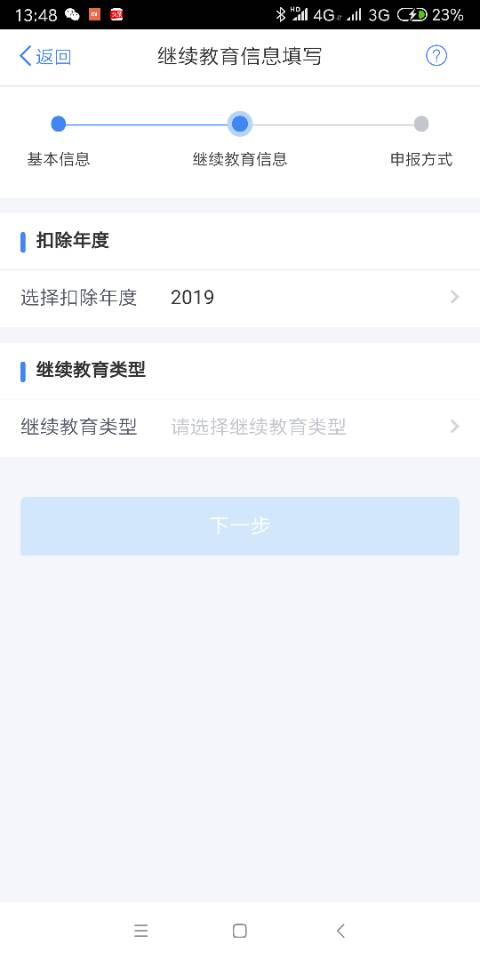 13:48 HD 4G 3G 23%
返回 继续教育信息填写 ?
基本信息 继续教育信息 申报方式
扣除年度
选择扣除年度 2019
继续教育类型
继续教育类型 请选择继续教育类型
下一步